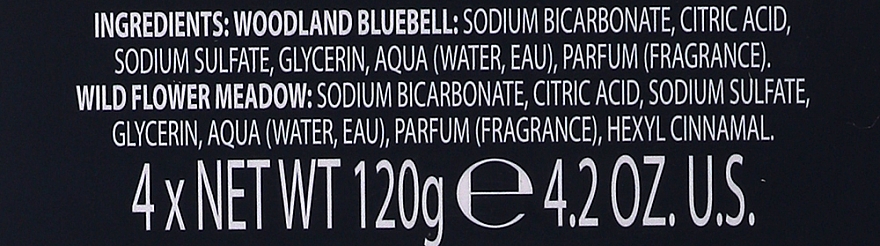 INGREDIENTS: WOODLAND BLUEBELL: SODIUM BICARBONATE, CITRIC ACID,
SODIUM SULFATE, GLYCERIN, AQUA (WATER, EAU), PARFUM (FRAGRANCE).
WILD FLOWER MEADOW: SODIUM BICARBONATE, CITRIC ACID, SODIUM SULFATE,
GLYCERIN, AQUA (WATER, EAU), PARFUM (FRAGRANCE), HEXYL CINNAMAL.
4 x NET WT 120g ℮ 4.2 OZ. U.S.